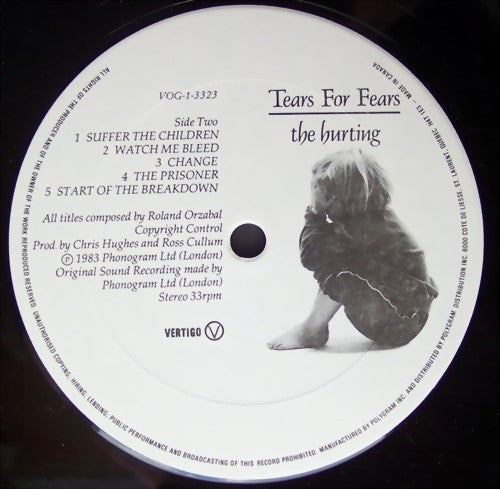 VOG-1-3323
Side Two
1 SUFFER THE CHILDREN
2 WATCH ME BLEED
3 CHANGE
4 THE PRISONER
5 START OF THE BREAKDOWN
All titles composed by Roland Orzabal
Copyright Control
Prod. by Chris Hughes and Ross Cullum
Ⓟ 1983 Phonogram Ltd (London)
Original Sound Recording made by
Phonogram Ltd (London)
Stereo 33rpm
VERTIGO V
Tears For Fears
the hurting
ALL RIGHTS OF THE PRODUCER AND OF THE OWNER OF THE WORK REPRODUCED RESERVED. UNAUTHORISED COPYING, HIRING, LENDING, PUBLIC PERFORMANCE AND BROADCASTING OF THIS RECORD PROHIBITED. MANUFACTURED BY POLYGRAM INC. AND DISTRIBUTED BY POLYGRAM DISTRIBUTION INC. 6000 COTE DE LIESSE, ST. LAURENT, QUEBEC H4T 1E3 – MADE IN CANADA